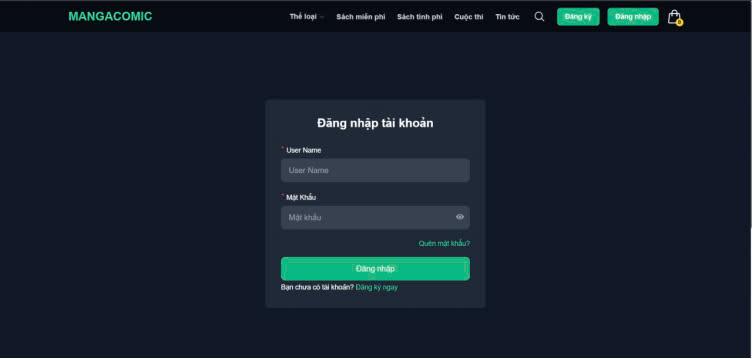 MANGACOMIC
Thể loại
Sách miễn phí
Sách tính phí
Cuộc thi
Tin tức
Đăng ký
Đăng nhập
0
Đăng nhập tài khoản
* User Name
User Name
* Mật Khẩu
Mật khẩu
Quên mật khẩu?
Đăng nhập
Bạn chưa có tài khoản? Đăng ký ngay